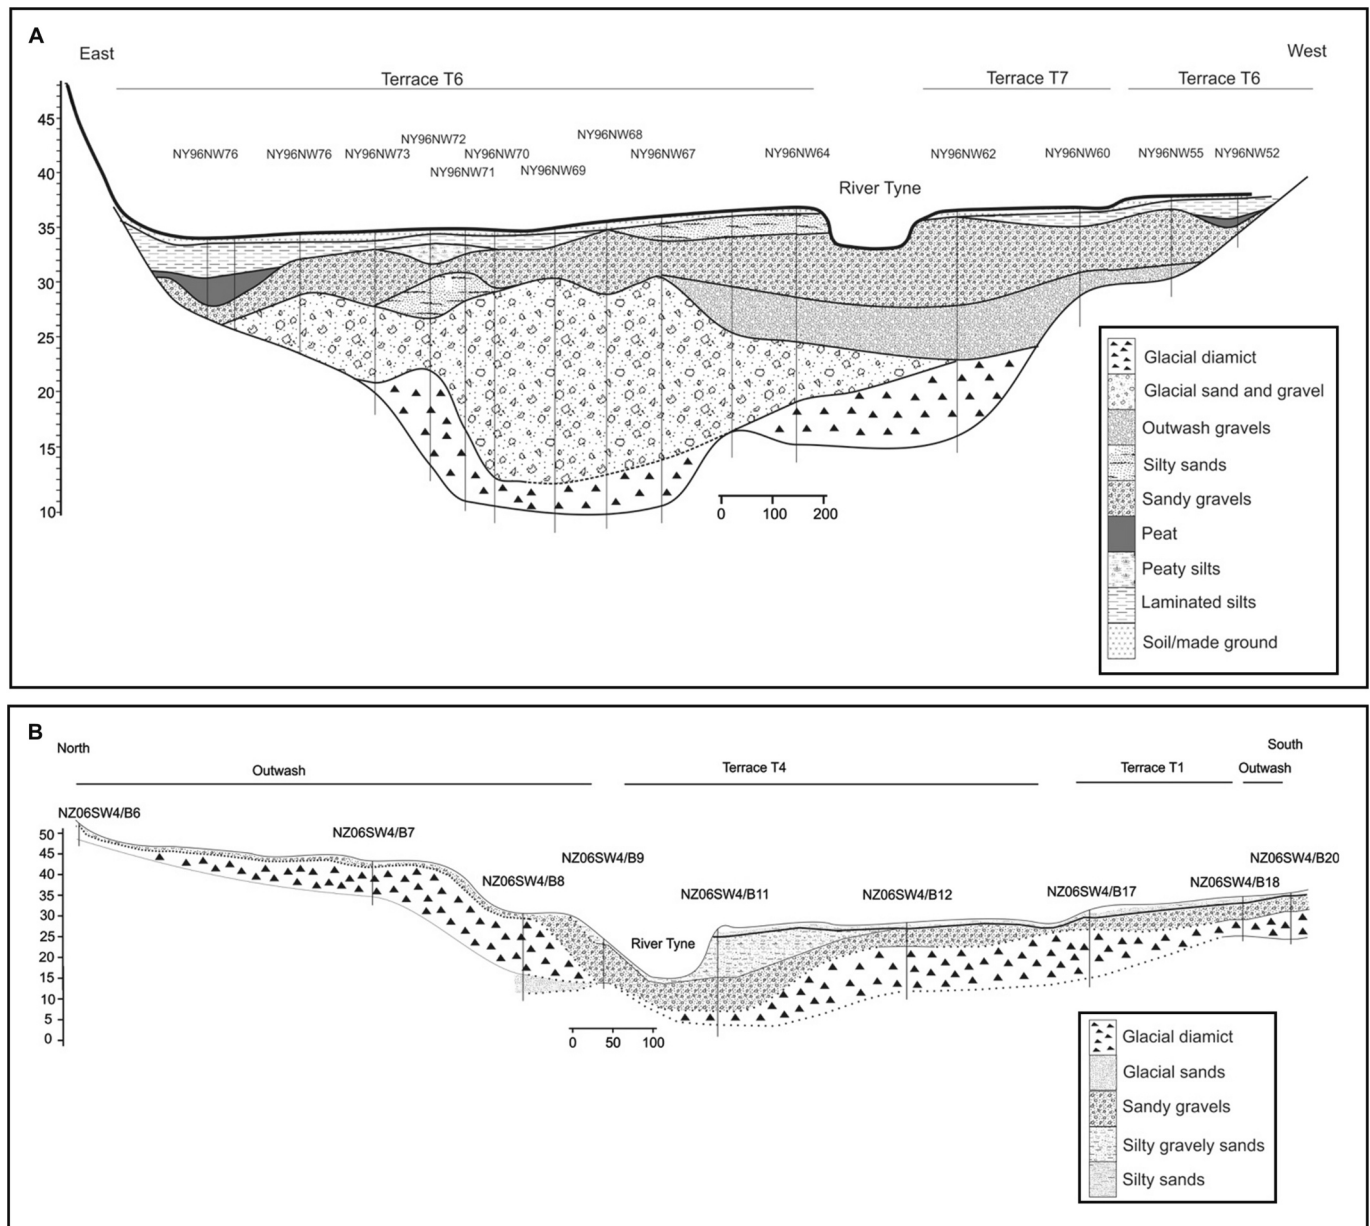 A
East
West
Terrace T6
Terrace T7
Terrace T6
NY96NW76
NY96NW76
NY96NW73
NY96NW72
NY96NW71
NY96NW70
NY96NW69
NY96NW68
NY96NW67
NY96NW64
River Tyne
NY96NW62
NY96NW60
NY96NW55
NY96NW52
45
40
35
30
25
20
15
10
0 100 200
Glacial diamict
Glacial sand and gravel
Outwash gravels
Silty sands
Sandy gravels
Peat
Peaty silts
Laminated silts
Soil/made ground
B
North
South
Outwash
Terrace T4
Terrace T1
Outwash
NZ06SW4/B6
NZ06SW4/B7
NZ06SW4/B8
NZ06SW4/B9
River Tyne
NZ06SW4/B11
NZ06SW4/B12
NZ06SW4/B17
NZ06SW4/B18
NZ06SW4/B20
50
45
40
35
30
25
20
15
10
5
0
0 50 100
Glacial diamict
Glacial sands
Sandy gravels
Silty gravely sands
Silty sands